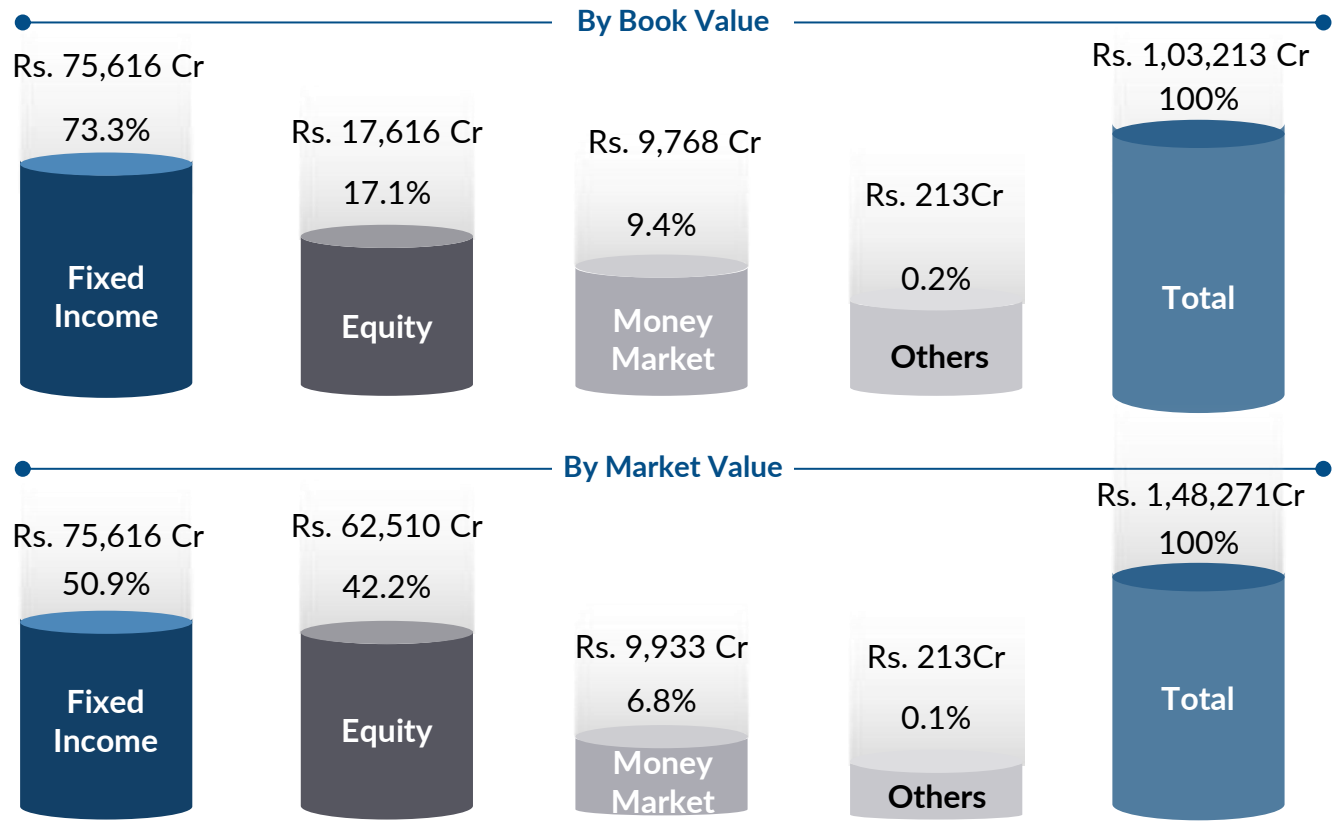 By Book Value
Rs. 75,616 Cr
73.3%
Fixed
Income
Rs. 17,616 Cr
17.1%
Equity
Rs. 9,768 Cr
9.4%
Money
Market
Rs. 213Cr
0.2%
Others
Rs. 1,03,213 Cr
100%
Total
By Market Value
Rs. 75,616 Cr
50.9%
Fixed
Income
Rs. 62,510 Cr
42.2%
Equity
Rs. 9,933 Cr
6.8%
Money
Market
Rs. 213Cr
0.1%
Others
Rs. 1,48,271Cr
100%
Total